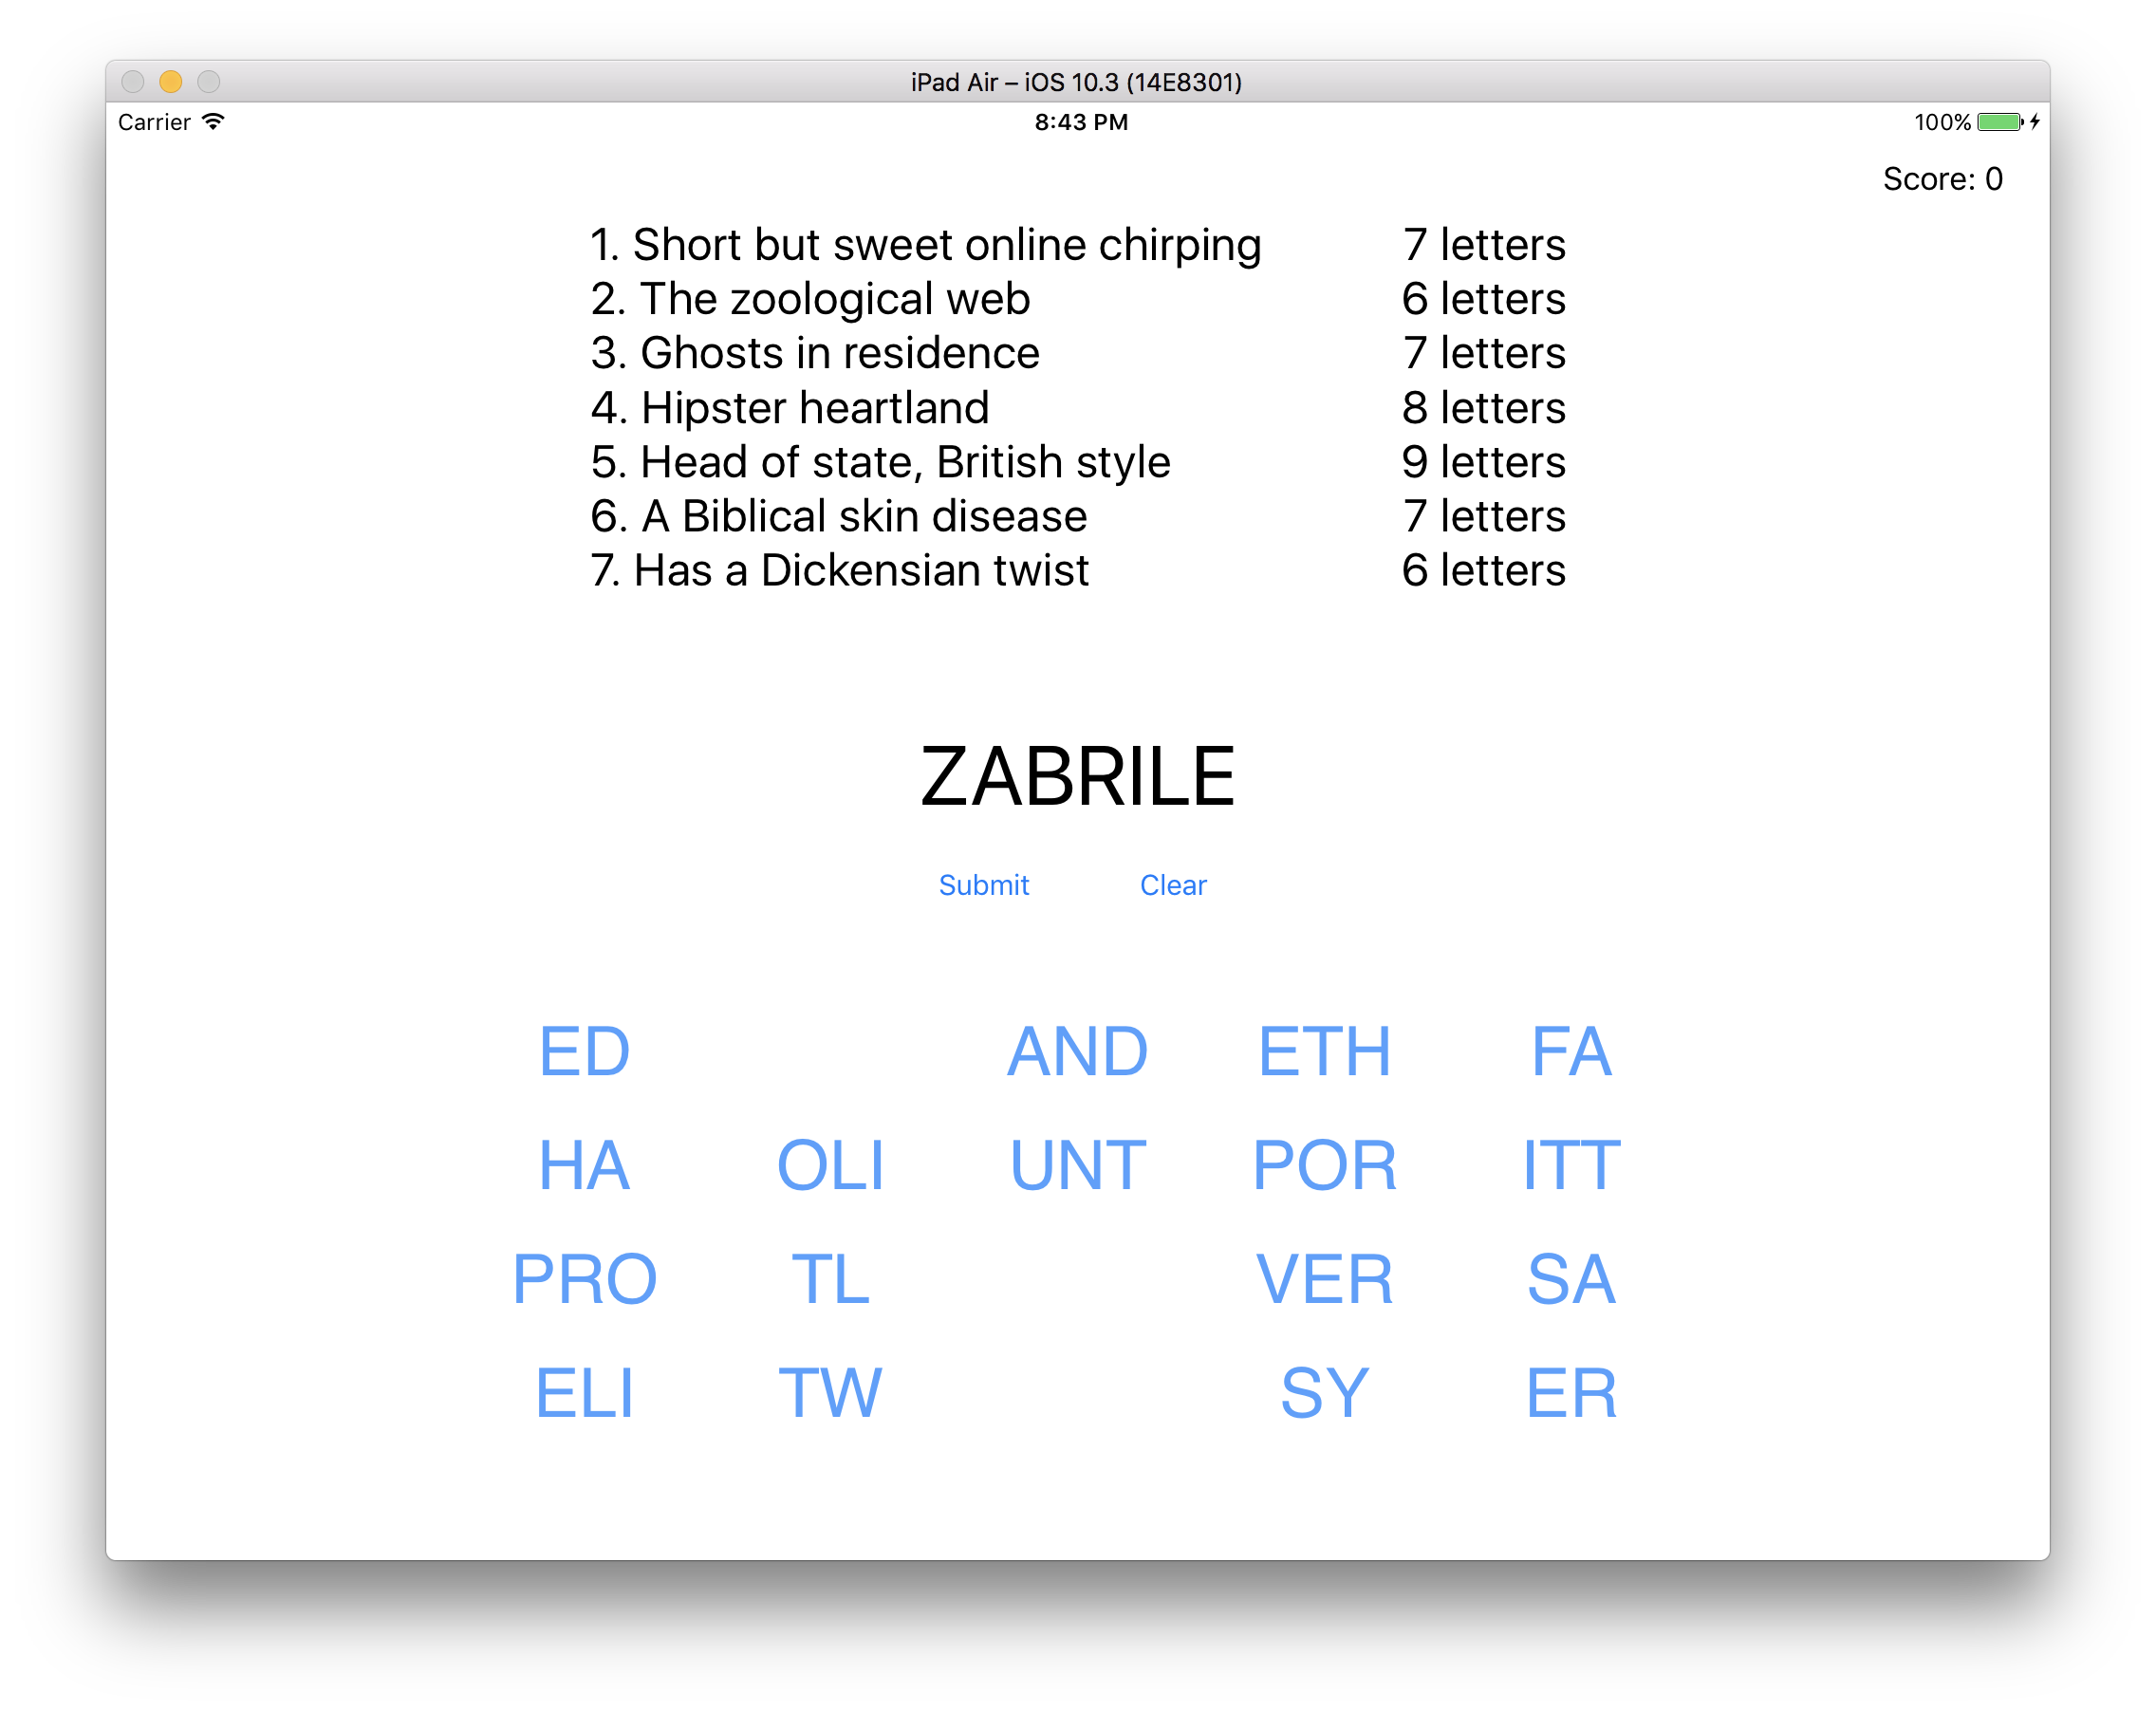 iPad Air – iOS 10.3 (14E8301)
Carrier 8:43 PM 100%
Score: 0
1. Short but sweet online chirping 7 letters
2. The zoological web 6 letters
3. Ghosts in residence 7 letters
4. Hipster heartland 8 letters
5. Head of state, British style 9 letters
6. A Biblical skin disease 7 letters
7. Has a Dickensian twist 6 letters
ZABRILE
Submit Clear
ED AND ETH FA
HA OLI UNT POR ITT
PRO TL VER SA
ELI TW SY ER